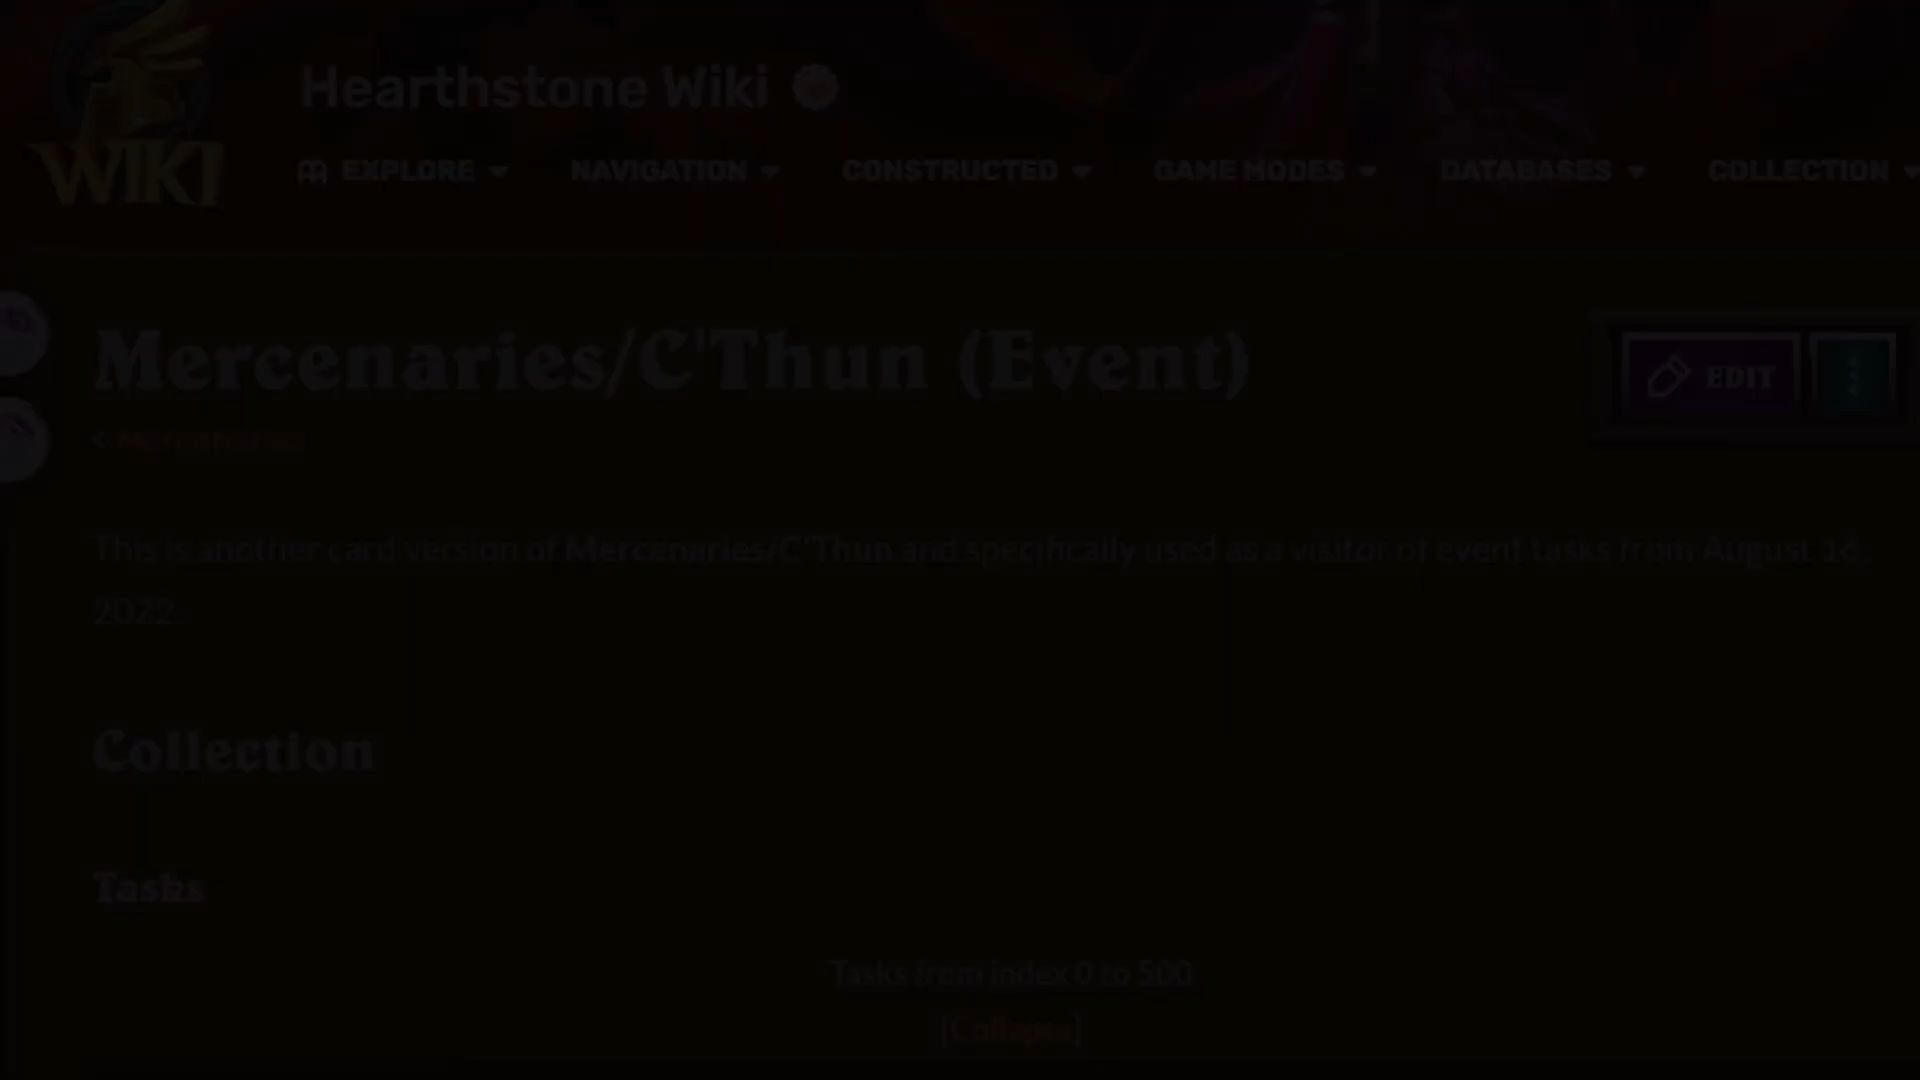 Hearthstone Wiki
WIKI
EXPLORE NAVIGATION CONSTRUCTED GAME MODES DATABASES COLLECTION
Mercenaries/C'Thun (Event)
EDIT
< Mercenaries
This is another card version of Mercenaries/C'Thun and specifically used as a visitor of event tasks from August
2022.
Collection
Tasks
Tasks from index 0 to 500
[Collapse]